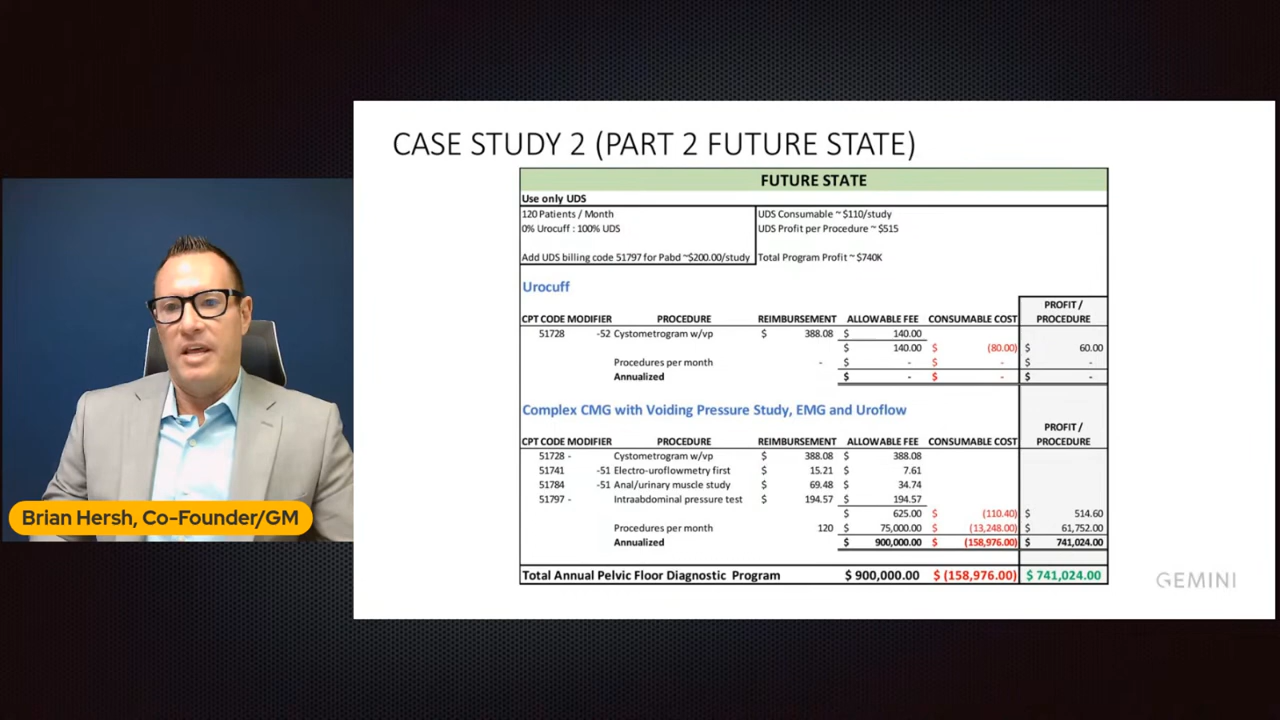 CASE STUDY 2 (PART 2 FUTURE STATE)
FUTURE STATE
Use only UDS
120 Patients / Month UDS Consumable ~ $110/study
0% Urocuff : 100% UDS UDS Profit per Procedure ~ $515
Add UDS billing code 51797 for Pabd ~$200.00/study Total Program Profit ~ $740K
Urocuff
PROFIT /
CPT CODE MODIFIER PROCEDURE REIMBURSEMENT ALLOWABLE FEE CONSUMABLE COST PROCEDURE
51728 -52 Cystometrogram w/vp $ 388.08 $ 140.00
140.00 $ (80.00) $ 60.00
Procedures per month - $ - $ - $ -
Annualized $ - $ - $ -
Complex CMG with Voiding Pressure Study, EMG and Uroflow
PROFIT /
CPT CODE MODIFIER PROCEDURE REIMBURSEMENT ALLOWABLE FEE CONSUMABLE COST PROCEDURE
51728 - Cystometrogram w/vp $ 388.08 $ 388.08
51741 -51 Electro-uroflowmetry first $ 15.21 $ 7.61
51784 -51 Anal/urinary muscle study $ 69.48 $ 34.74
51797 - Intraabdominal pressure test $ 194.57 $ 194.57
$ 625.00 $ (110.40) $ 514.60
Procedures per month 120 $ 75,000.00 $ (13,248.00) $ 61,752.00
Annualized $ 900,000.00 $ (158,976.00) $ 741,024.00
Total Annual Pelvic Floor Diagnostic Program $ 900,000.00 $ (158,976.00) $ 741,024.00
GEMINI
Brian Hersh, Co-Founder/GM